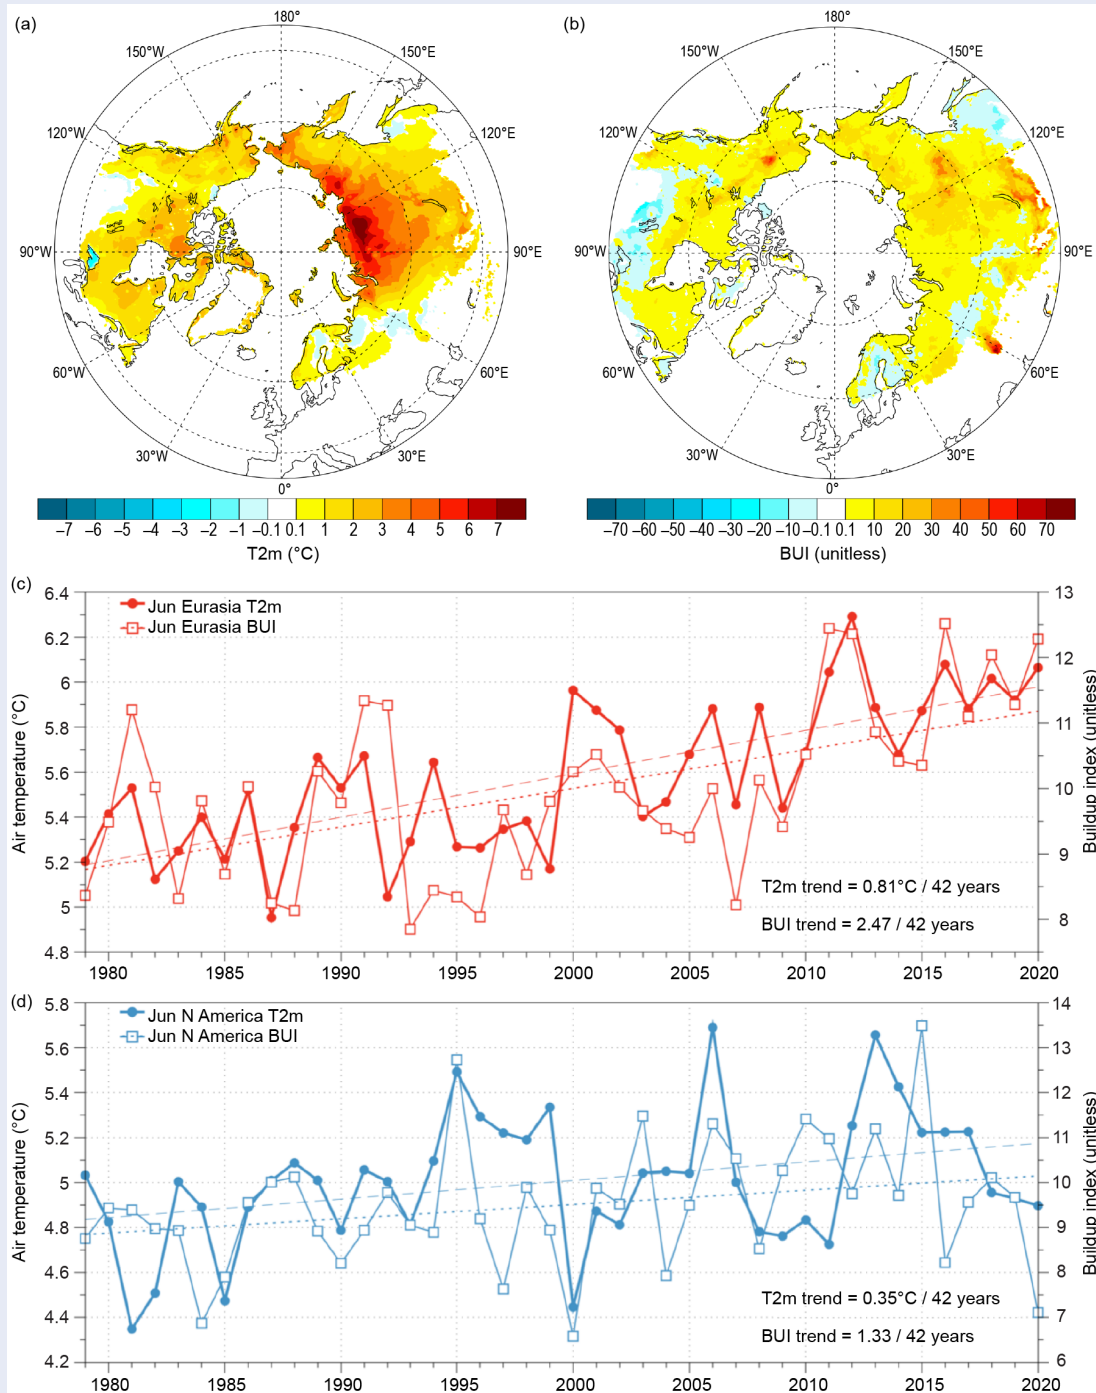 (a)
180°
150°W
150°E
120°W
120°E
90°W
90°E
60°W
60°E
30°W
30°E
0°
–7 –6 –5 –4 –3 –2 –1 –0.1 0.1 1 2 3 4 5 6 7
T2m (°C)
(b)
180°
150°W
150°E
120°W
120°E
90°W
90°E
60°W
60°E
30°W
30°E
0°
–70 –60 –50 –40 –30 –20 –10 –0.1 0.1 10 20 30 40 50 60 70
BUI (unitless)
(c)
Jun Eurasia T2m
Jun Eurasia BUI
Air temperature (°C)
6.4
6.2
6
5.8
5.6
5.4
5.2
5
4.8
13
12
11
10
9
8
Buildup index (unitless)
T2m trend = 0.81°C / 42 years
BUI trend = 2.47 / 42 years
1980 1985 1990 1995 2000 2005 2010 2015 2020
(d)
Jun N America T2m
Jun N America BUI
Air temperature (°C)
5.8
5.6
5.4
5.2
5
4.8
4.6
4.4
4.2
14
13
12
11
10
9
8
7
6
Buildup index (unitless)
T2m trend = 0.35°C / 42 years
BUI trend = 1.33 / 42 years
1980 1985 1990 1995 2000 2005 2010 2015 2020